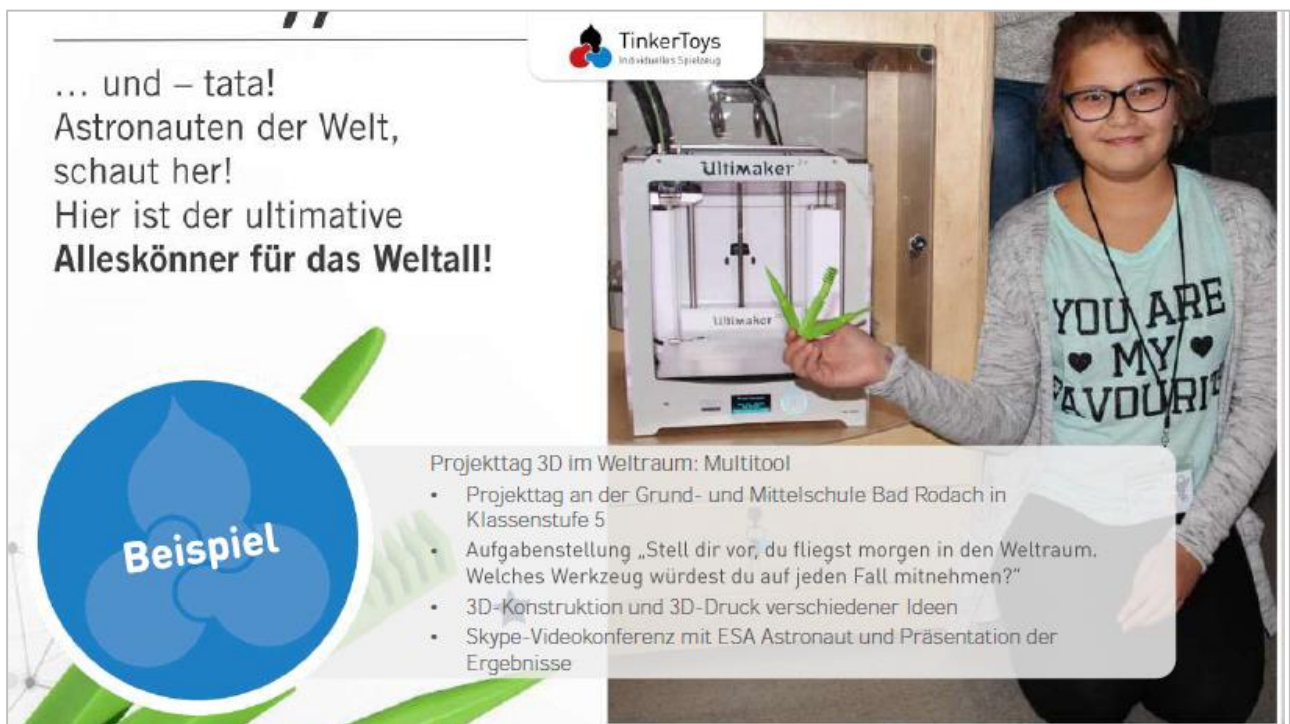 TinkerToys
Individuelles Spielzeug
… und – tata!
Astronauten der Welt,
schaut her!
Hier ist der ultimative
Alleskönner für das Weltall!
Ultimaker 2+
Ultimaker
YOU ARE
MY
FAVOURI
Beispiel
Projekttag 3D im Weltraum: Multitool
• Projekttag an der Grund- und Mittelschule Bad Rodach in
Klassenstufe 5
• Aufgabenstellung „Stell dir vor, du fliegst morgen in den Weltraum.
Welches Werkzeug würdest du auf jeden Fall mitnehmen?“
• 3D-Konstruktion und 3D-Druck verschiedener Ideen
• Skype-Videokonferenz mit ESA Astronaut und Präsentation der
Ergebnisse